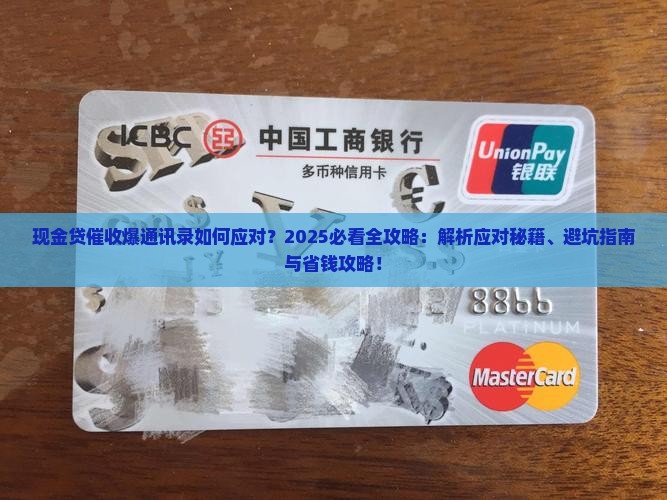 ICBC 中国工商银行
多币种信用卡
UnionPay
银联
现金贷催收爆通讯录如何应对？2025必看全攻略：解析应对秘籍、避坑指南
与省钱攻略！
8866
PLATINUM
MasterCard